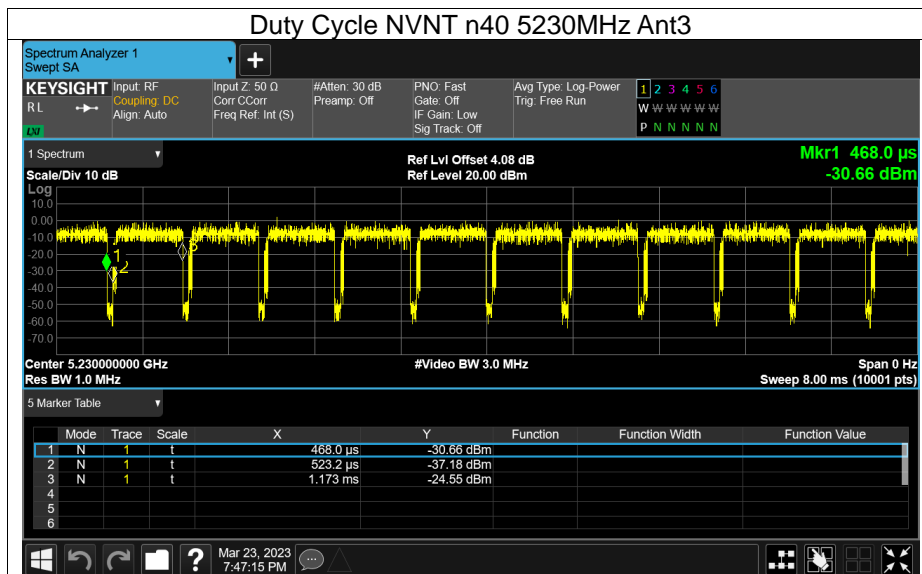 Duty Cycle NVNT n40 5230MHz Ant3
Spectrum Analyzer 1
Swept SA
+
KEYSIGHT Input: RF Input Z: 50 Ω #Atten: 30 dB PNO: Fast Avg Type: Log-Power 1 2 3 4 5 6
R L Coupling: DC Corr CCorr Preamp: Off Gate: Off Trig: Free Run W W W W W W
Align: Auto Freq Ref: Int (S) IF Gain: Low
LXI Sig Track: Off P N N N N N
1 Spectrum Ref Lvl Offset 4.08 dB Mkr1 468.0 µs
Scale/Div 10 dB Ref Level 20.00 dBm -30.66 dBm
Log
10.0
0.00
-10.0
-20.0
-30.0
-40.0
-50.0
-60.0
-70.0
1
2
3
Center 5.230000000 GHz #Video BW 3.0 MHz Span 0 Hz
Res BW 1.0 MHz Sweep 8.00 ms (10001 pts)
5 Marker Table
Mode Trace Scale X Y Function Function Width Function Value
1 N 1 t 468.0 µs -30.66 dBm
2 N 1 t 523.2 µs -37.18 dBm
3 N 1 t 1.173 ms -24.55 dBm
4
5
6
? Mar 23, 2023
7:47:15 PM